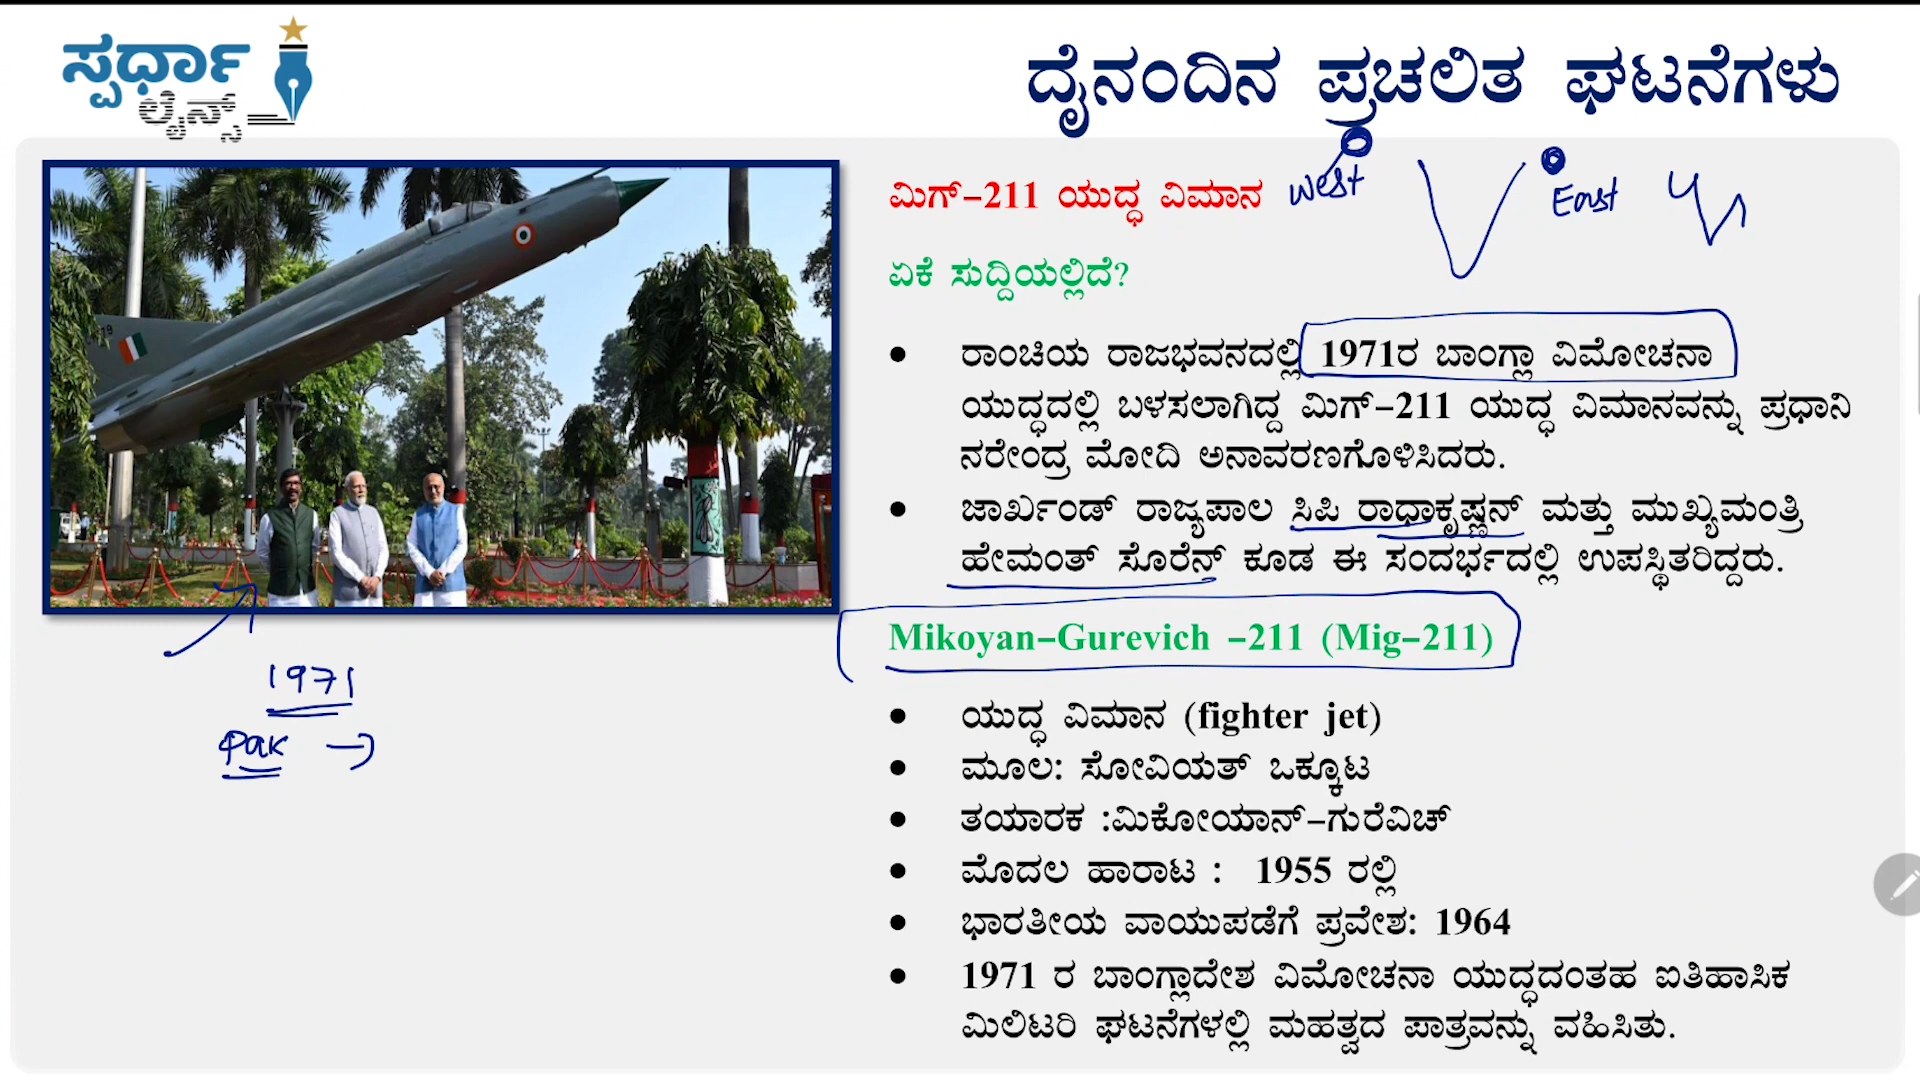 ಸ್ಪರ್ಧಾ
ಲೈನ್ಸ್
ದೈನಂದಿನ ಪ್ರಚಲಿತ ಘಟನೆಗಳು
ಮಿಗ್-211 ಯುದ್ಧ ವಿಮಾನ
West
East
ಏಕೆ ಸುದ್ದಿಯಲ್ಲಿದೆ?
• ರಾಂಚಿಯ ರಾಜಭವನದಲ್ಲಿ 1971ರ ಬಾಂಗ್ಲಾ ವಿಮೋಚನಾ
ಯುದ್ಧದಲ್ಲಿ ಬಳಸಲಾಗಿದ್ದ ಮಿಗ್-211 ಯುದ್ಧ ವಿಮಾನವನ್ನು ಪ್ರಧಾನಿ
ನರೇಂದ್ರ ಮೋದಿ ಅನಾವರಣಗೊಳಿಸಿದರು.
• ಜಾರ್ಖಂಡ್ ರಾಜ್ಯಪಾಲ ಸಿಪಿ ರಾಧಾಕೃಷ್ಣನ್ ಮತ್ತು ಮುಖ್ಯಮಂತ್ರಿ
ಹೇಮಂತ್ ಸೊರೆನ್ ಕೂಡ ಈ ಸಂದರ್ಭದಲ್ಲಿ ಉಪಸ್ಥಿತರಿದ್ದರು.
Mikoyan-Gurevich -211 (Mig-211)
• ಯುದ್ಧ ವಿಮಾನ (fighter jet)
• ಮೂಲ: ಸೋವಿಯತ್ ಒಕ್ಕೂಟ
• ತಯಾರಕ :ಮಿಕೋಯಾನ್-ಗುರೆವಿಚ್
• ಮೊದಲ ಹಾರಾಟ : 1955 ರಲ್ಲಿ
• ಭಾರತೀಯ ವಾಯುಪಡೆಗೆ ಪ್ರವೇಶ: 1964
• 1971 ರ ಬಾಂಗ್ಲಾದೇಶ ವಿಮೋಚನಾ ಯುದ್ಧದಂತಹ ಐತಿಹಾಸಿಕ
ಮಿಲಿಟರಿ ಘಟನೆಗಳಲ್ಲಿ ಮಹತ್ವದ ಪಾತ್ರವನ್ನು ವಹಿಸಿತು.
1971
Pak →